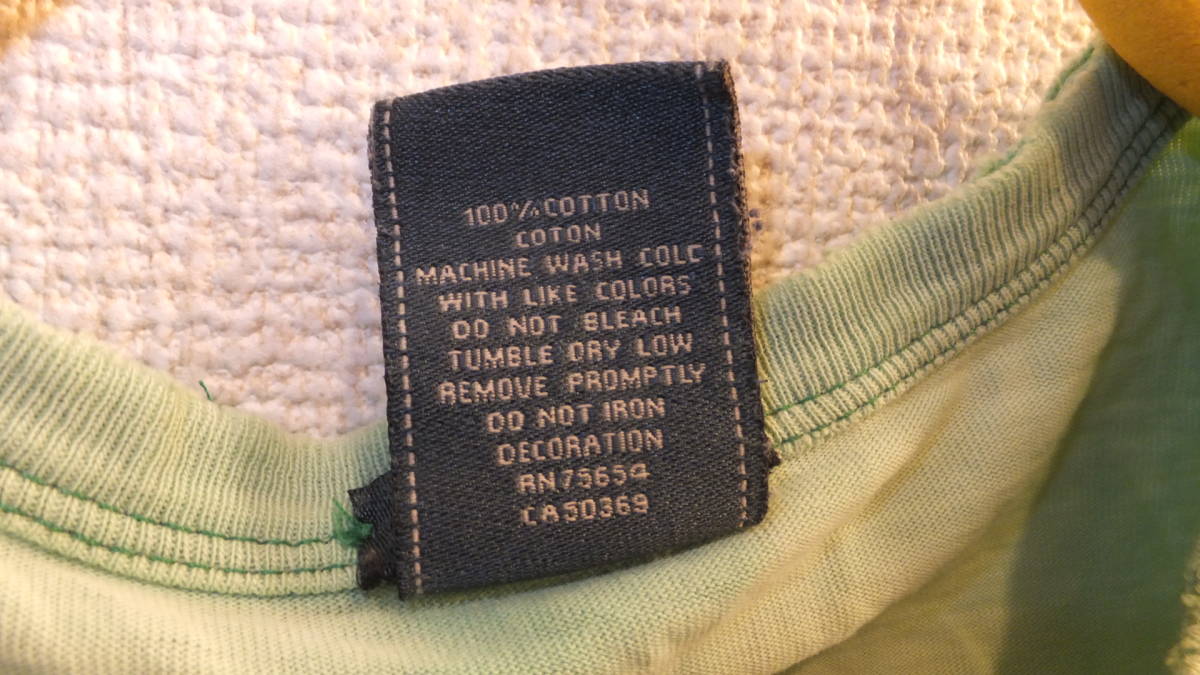 100% COTTON
COTON
MACHINE WASH COLD
WITH LIKE COLORS
DO NOT BLEACH
TUMBLE DRY LOW
REMOVE PROMPTLY
DO NOT IRON
DECORATION
RN75654
CA50369